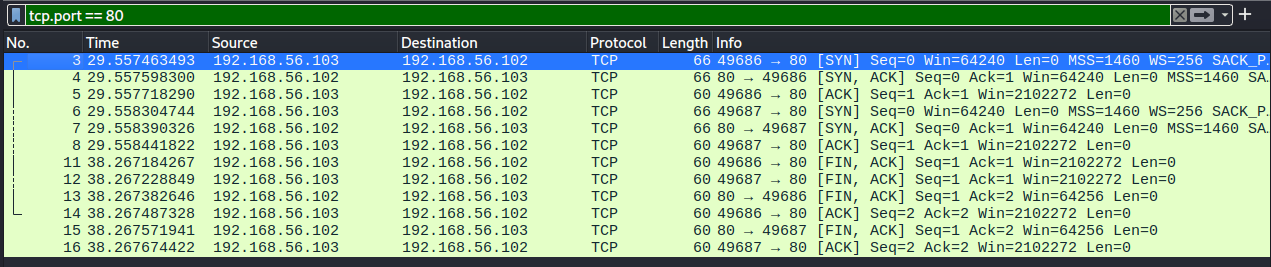 tcp.port == 80
No. Time Source Destination Protocol Length Info
3 29.557463493 192.168.56.103 192.168.56.102 TCP 66 49686 → 80 [SYN] Seq=0 Win=64240 Len=0 MSS=1460 WS=256 SACK_P…
4 29.557598300 192.168.56.102 192.168.56.103 TCP 66 80 → 49686 [SYN, ACK] Seq=0 Ack=1 Win=64240 Len=0 MSS=1460 SA…
5 29.557718290 192.168.56.103 192.168.56.102 TCP 60 49686 → 80 [ACK] Seq=1 Ack=1 Win=2102272 Len=0
6 29.558304744 192.168.56.103 192.168.56.102 TCP 66 49687 → 80 [SYN] Seq=0 Win=64240 Len=0 MSS=1460 WS=256 SACK_P…
7 29.558390326 192.168.56.102 192.168.56.103 TCP 66 80 → 49687 [SYN, ACK] Seq=0 Ack=1 Win=64240 Len=0 MSS=1460 SA…
8 29.558441822 192.168.56.103 192.168.56.102 TCP 60 49687 → 80 [ACK] Seq=1 Ack=1 Win=2102272 Len=0
11 38.267184267 192.168.56.103 192.168.56.102 TCP 60 49686 → 80 [FIN, ACK] Seq=1 Ack=1 Win=2102272 Len=0
12 38.267228849 192.168.56.103 192.168.56.102 TCP 60 49687 → 80 [FIN, ACK] Seq=1 Ack=1 Win=2102272 Len=0
13 38.267382646 192.168.56.102 192.168.56.103 TCP 60 80 → 49686 [FIN, ACK] Seq=1 Ack=2 Win=64256 Len=0
14 38.267487328 192.168.56.103 192.168.56.102 TCP 60 49686 → 80 [ACK] Seq=2 Ack=2 Win=2102272 Len=0
15 38.267571941 192.168.56.102 192.168.56.103 TCP 60 80 → 49687 [FIN, ACK] Seq=1 Ack=2 Win=64256 Len=0
16 38.267674422 192.168.56.103 192.168.56.102 TCP 60 49687 → 80 [ACK] Seq=2 Ack=2 Win=2102272 Len=0